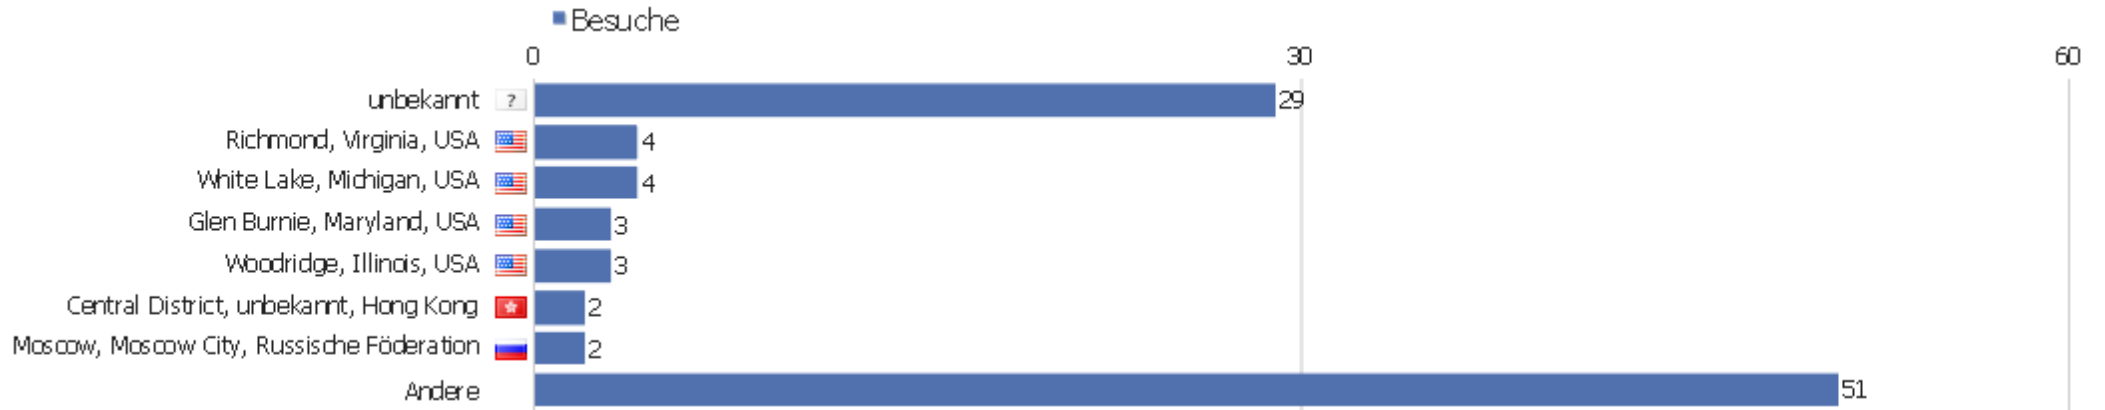 Besuche
0 30 60
unbekannt ? 29
Richmond, Virginia, USA 4
White Lake, Michigan, USA 4
Glen Burnie, Maryland, USA 3
Woodridge, Illinois, USA 3
Central District, unbekannt, Hong Kong 2
Moscow, Moscow City, Russische Föderation 2
Andere 51